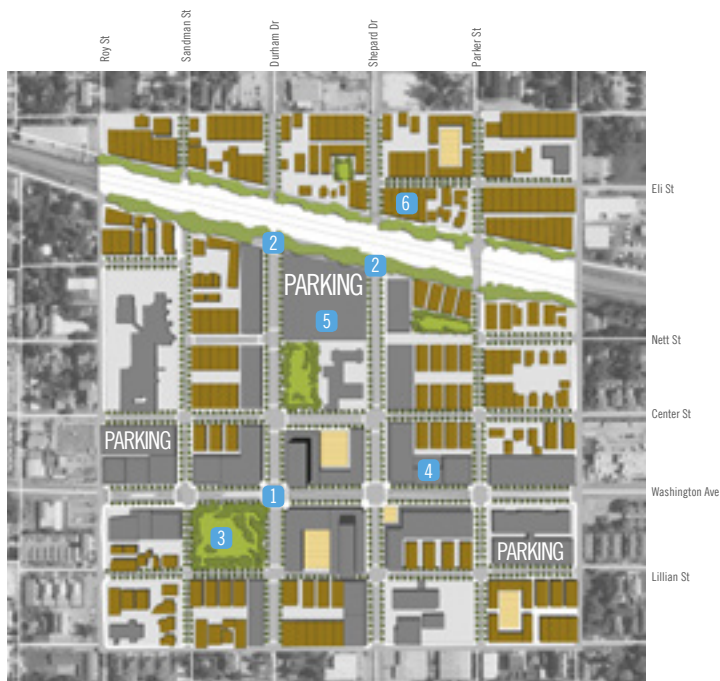 Roy St
Sandman St
Durham Dr
Shepard Dr
Parker St
Eli St
6
2
2
PARKING
5
Nett St
Center St
PARKING
4
1
Washington Ave
3
PARKING
Lillian St